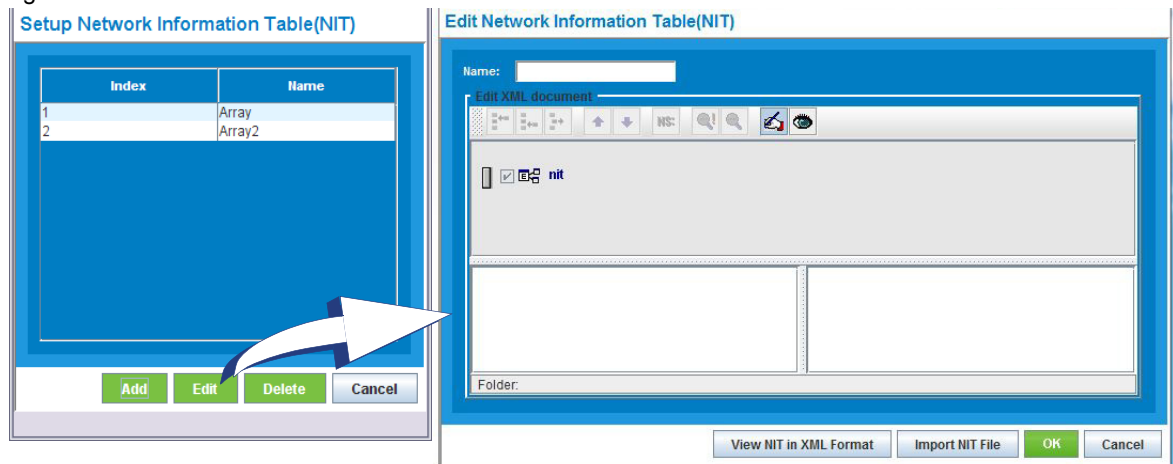 Setup Network Information Table(NIT)
Index Name
1 Array
2 Array2
Add Edit Delete Cancel
Edit Network Information Table(NIT)
Name:
Edit XML document
NS:
nit
Folder:
View NIT in XML Format Import NIT File OK Cancel